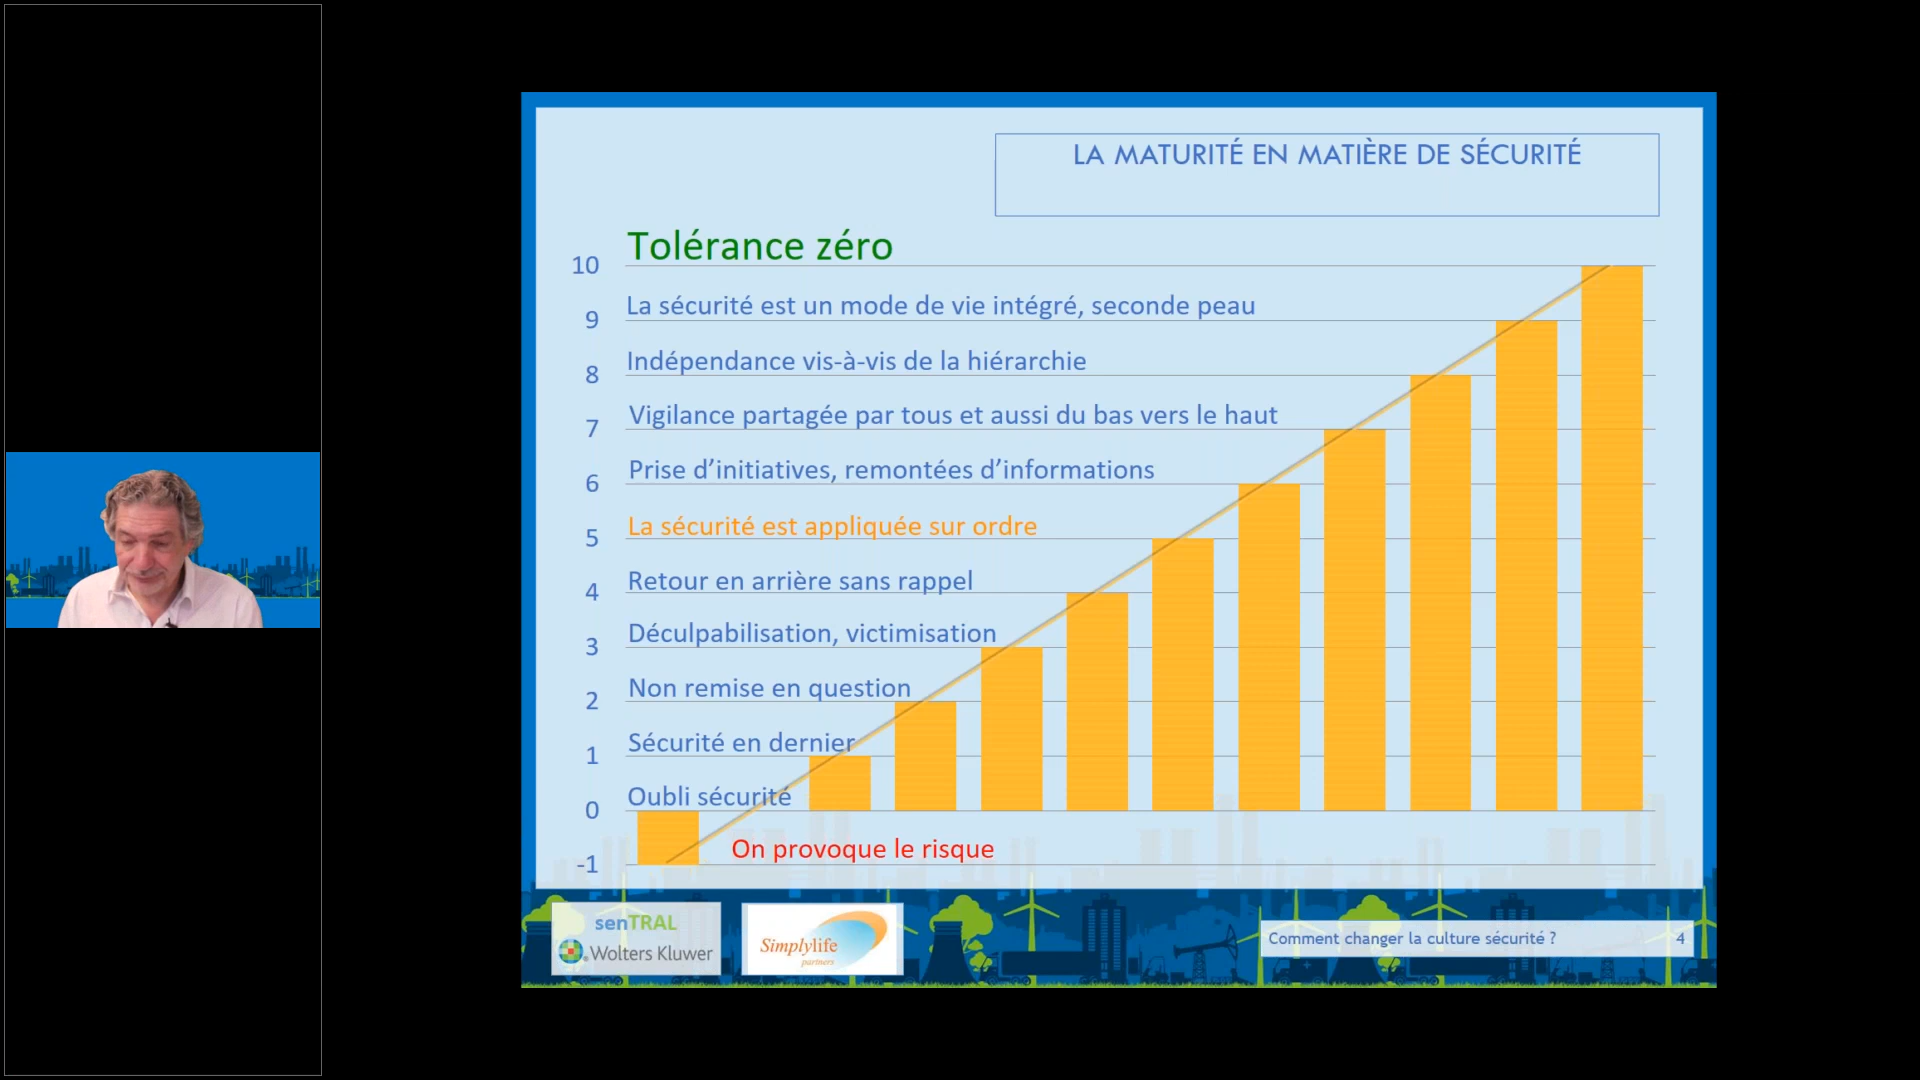 LA MATURITÉ EN MATIÈRE DE SÉCURITÉ
Tolérance zéro
10
La sécurité est un mode de vie intégré, seconde peau
9
Indépendance vis-à-vis de la hiérarchie
8
Vigilance partagée par tous et aussi du bas vers le haut
7
Prise d’initiatives, remontées d’informations
6
La sécurité est appliquée sur ordre
5
Retour en arrière sans rappel
4
Déculpabilisation, victimisation
3
Non remise en question
2
Sécurité en dernier
1
Oubli sécurité
0
On provoque le risque
-1
senTRAL
Wolters Kluwer
Simplylife
partners
Comment changer la culture sécurité ? 4